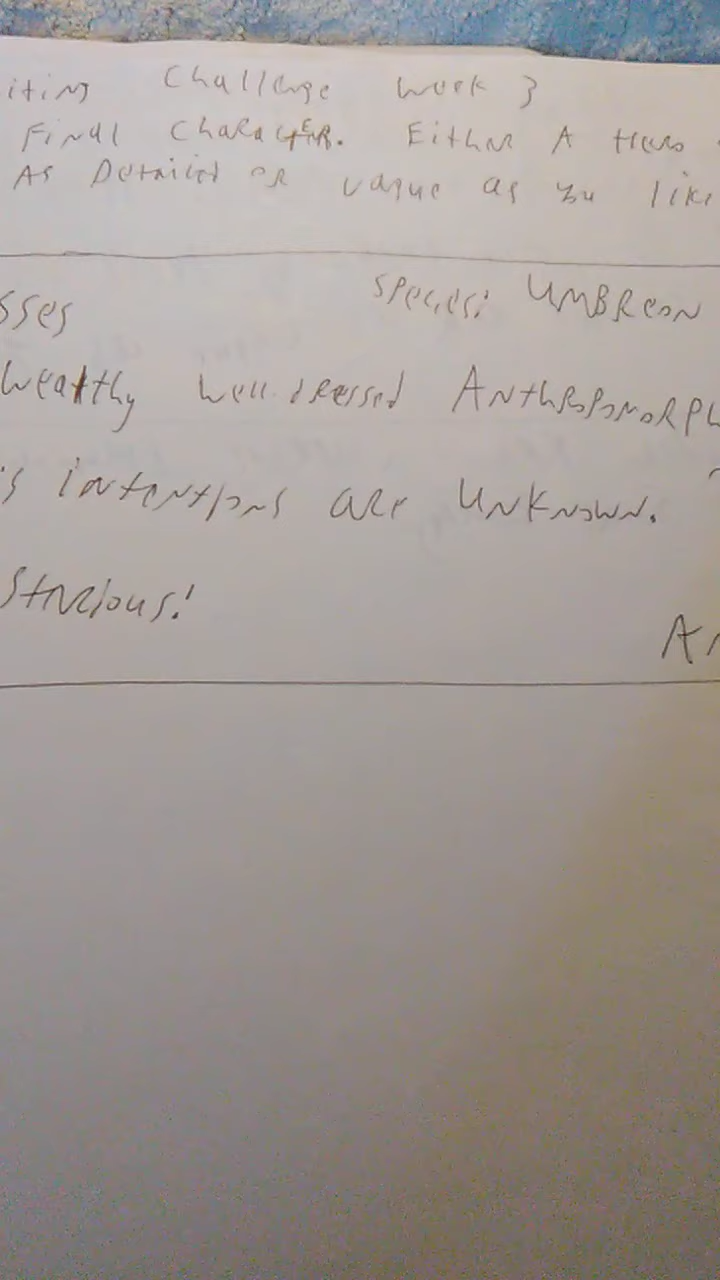 iting Challenge Week 3
Final Character. Either A Hero
As Detailed or vague as you like
sses Species: UMBReon
wealthy well dressed Anthropomorph
s intentions are UNKNOWN.
sterious!
An